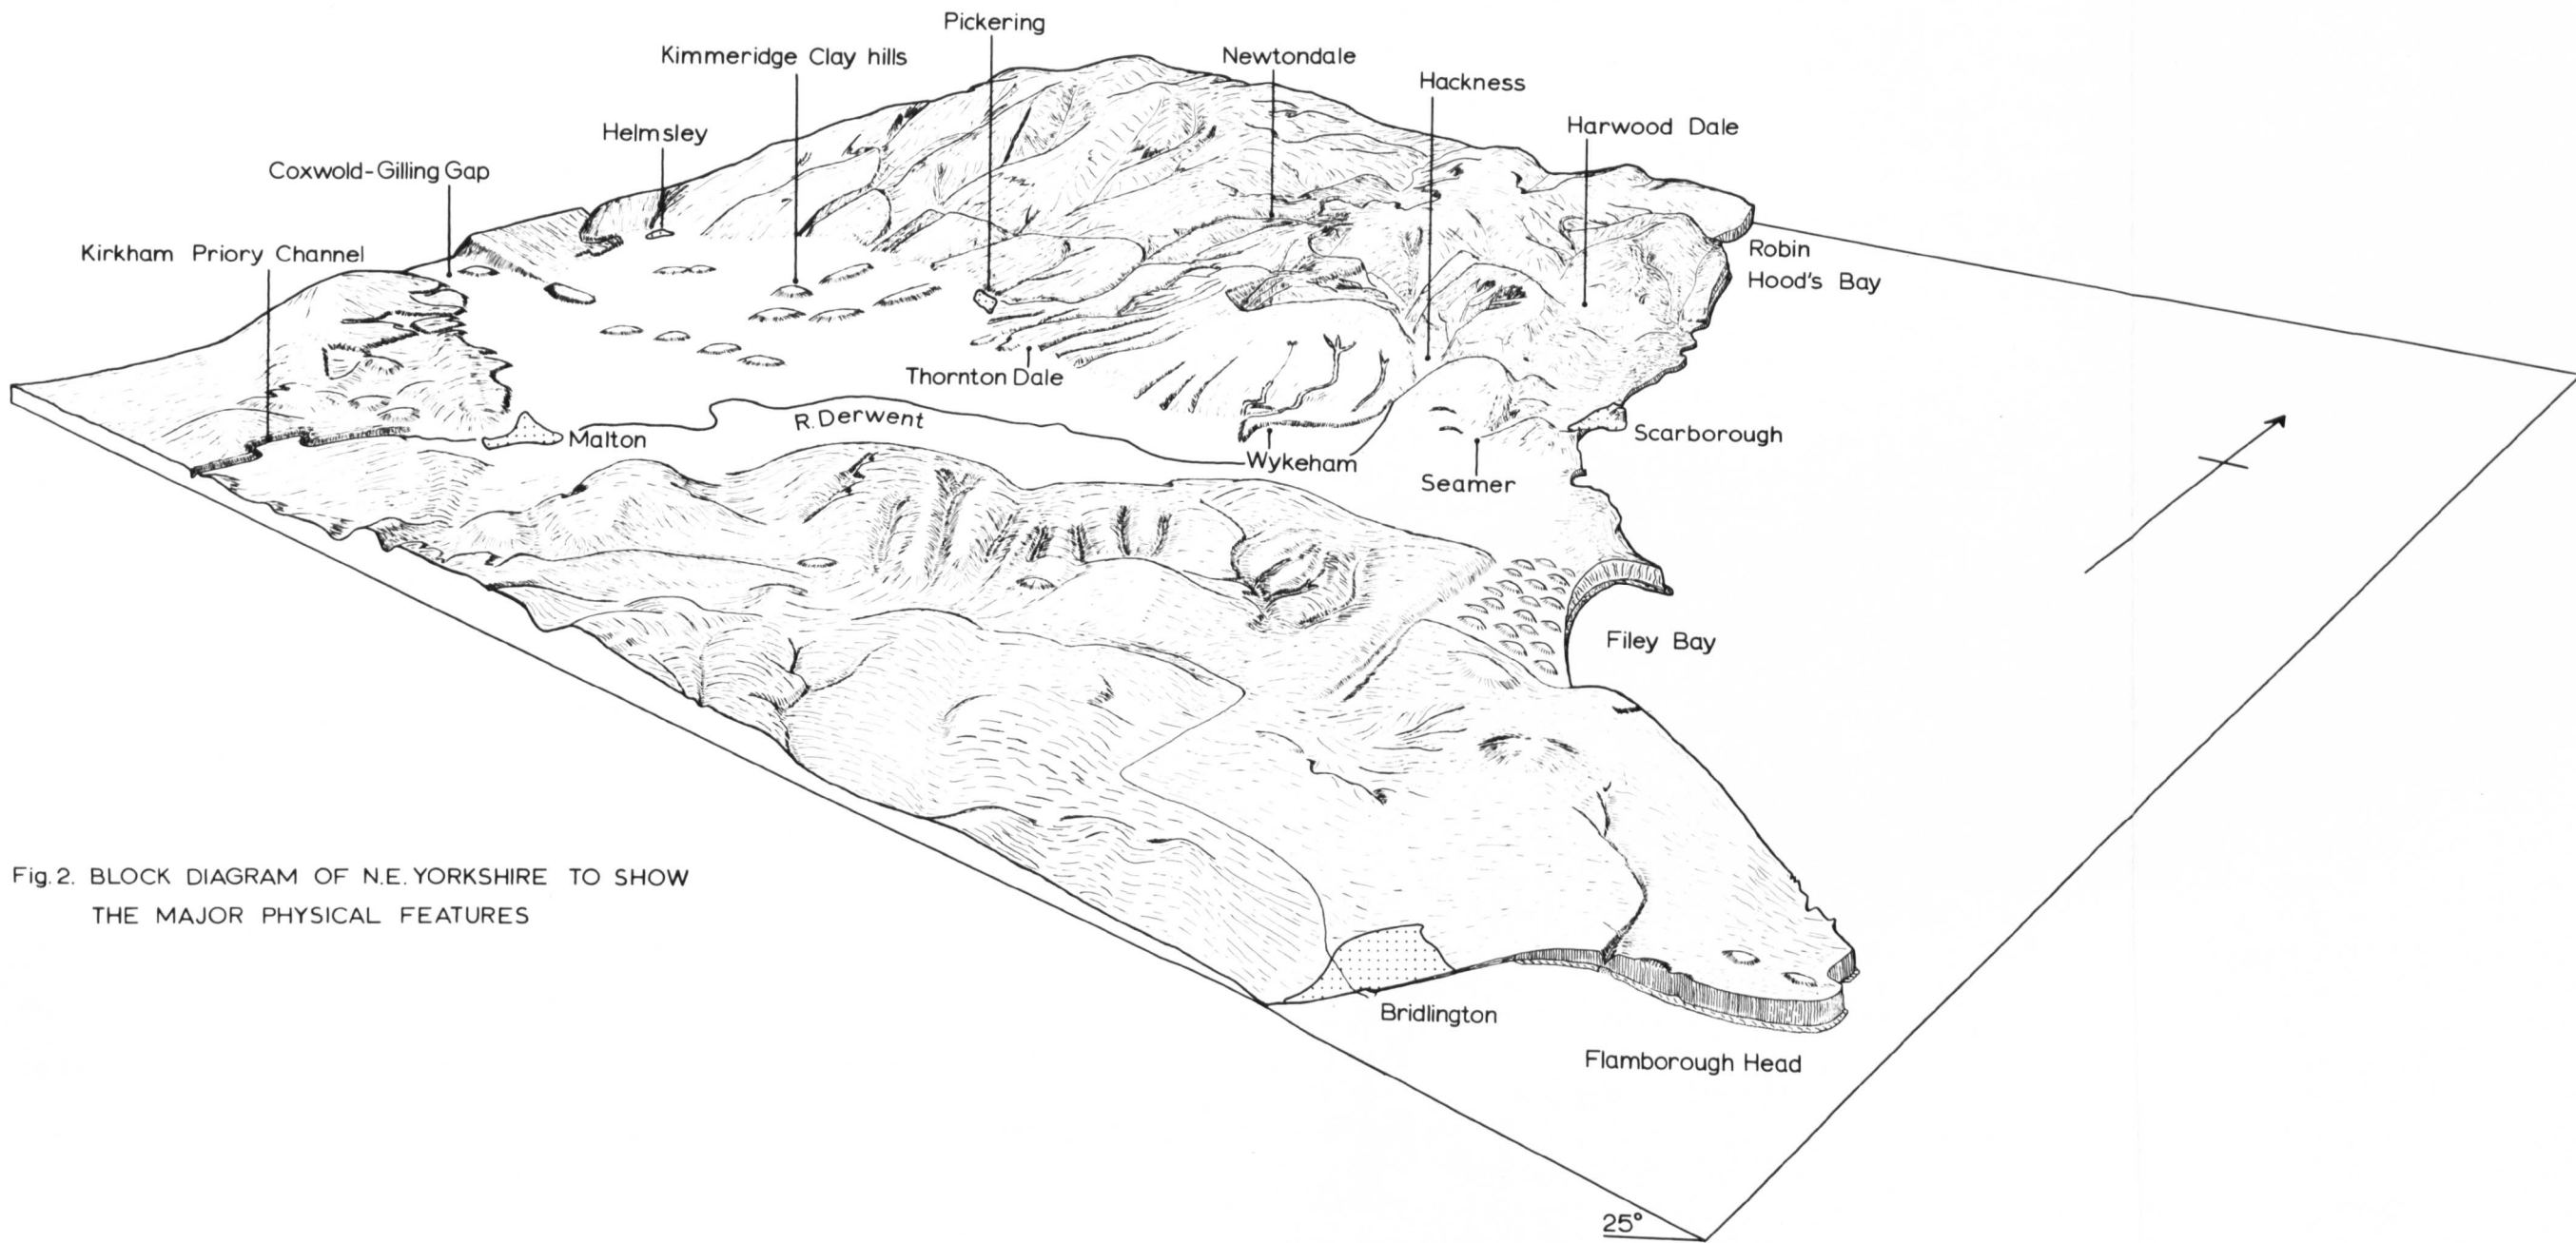 Pickering
Kimmeridge Clay hills
Newtondale
Hackness
Helmsley
Harwood Dale
Coxwold-Gilling Gap
Kirkham Priory Channel
Robin
Hood's Bay
Thornton Dale
R. Derwent
Malton
Scarborough
Wykeham
Seamer
Filey Bay
Fig. 2. BLOCK DIAGRAM OF N.E. YORKSHIRE TO SHOW
THE MAJOR PHYSICAL FEATURES
Bridlington
Flamborough Head
25°